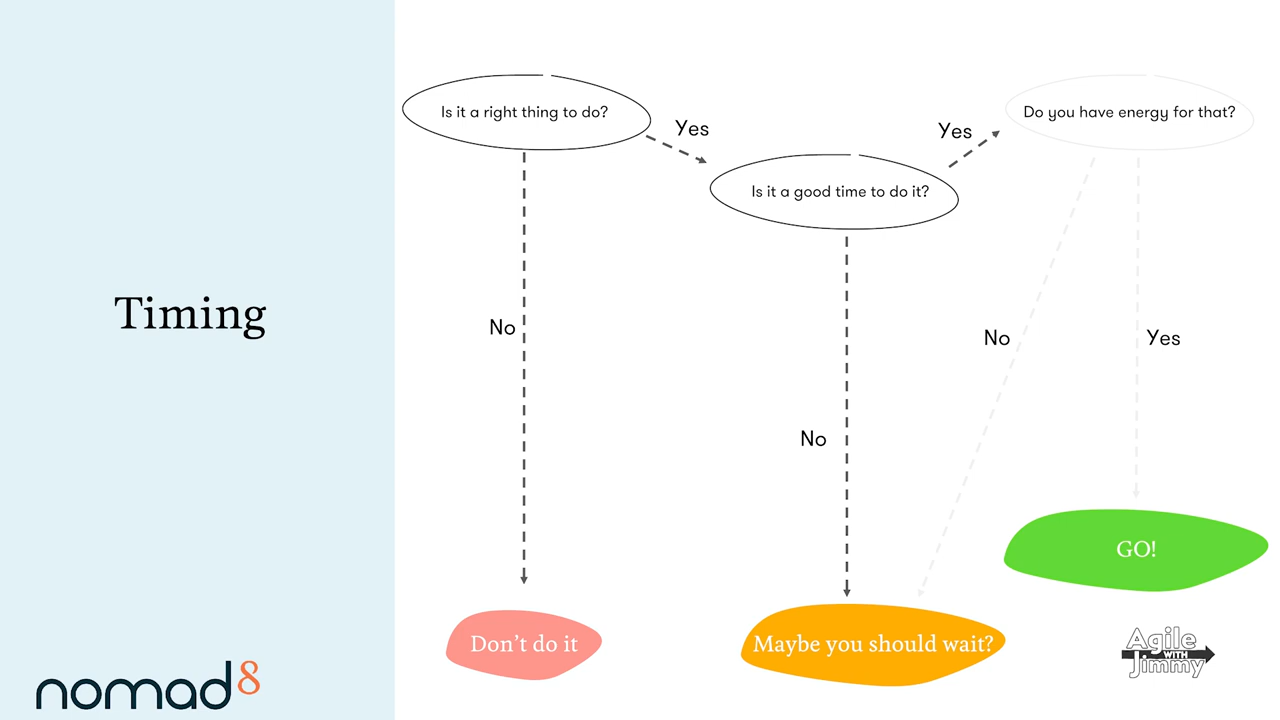 Timing
Is it a right thing to do?
Yes
Is it a good time to do it?
Yes
Do you have energy for that?
No
No
No
Yes
Don't do it
Maybe you should wait?
GO!
nomad8
Agile
WITH
Jimmy